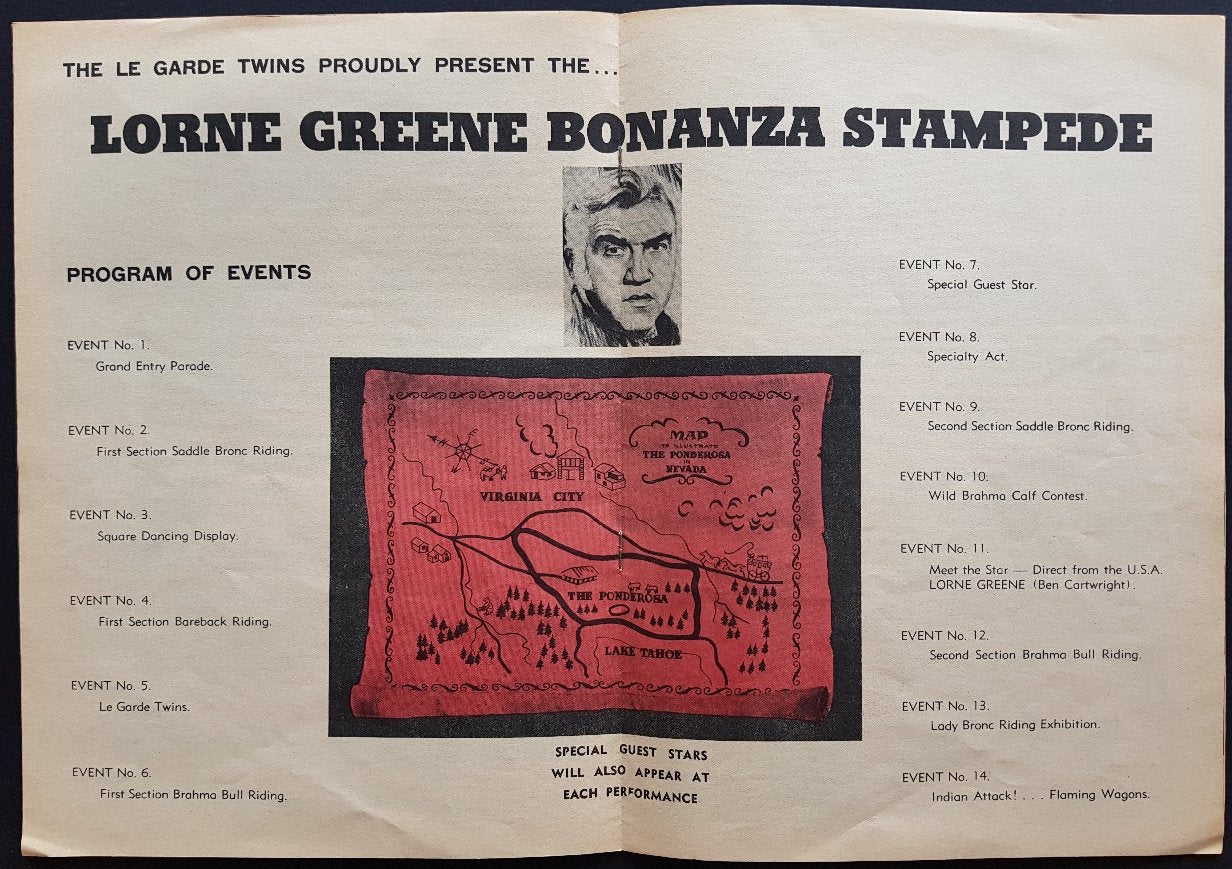 THE LE GARDE TWINS PROUDLY PRESENT THE...
LORNE GREENE BONANZA STAMPEDE
PROGRAM OF EVENTS
EVENT No. 1.
Grand Entry Parade.
EVENT No. 2.
First Section Saddle Bronc Riding.
EVENT No. 3.
Square Dancing Display.
EVENT No. 4.
First Section Bareback Riding.
EVENT No. 5.
Le Garde Twins.
EVENT No. 6.
First Section Brahma Bull Riding.
MAP
TO ILLUSTRATE
THE PONDEROSA
IN
NEVADA
VIRGINIA CITY
THE PONDEROSA
LAKE TAHOE
SPECIAL GUEST STARS
WILL ALSO APPEAR AT
EACH PERFORMANCE
EVENT No. 7.
Special Guest Star.
EVENT No. 8.
Specialty Act.
EVENT No. 9.
Second Section Saddle Bronc Riding.
EVENT No. 10.
Wild Brahma Calf Contest.
EVENT No. 11.
Meet the Star — Direct from the U.S.A.
LORNE GREENE (Ben Cartwright).
EVENT No. 12.
Second Section Brahma Bull Riding.
EVENT No. 13.
Lady Bronc Riding Exhibition.
EVENT No. 14.
Indian Attack! . . . Flaming Wagons.